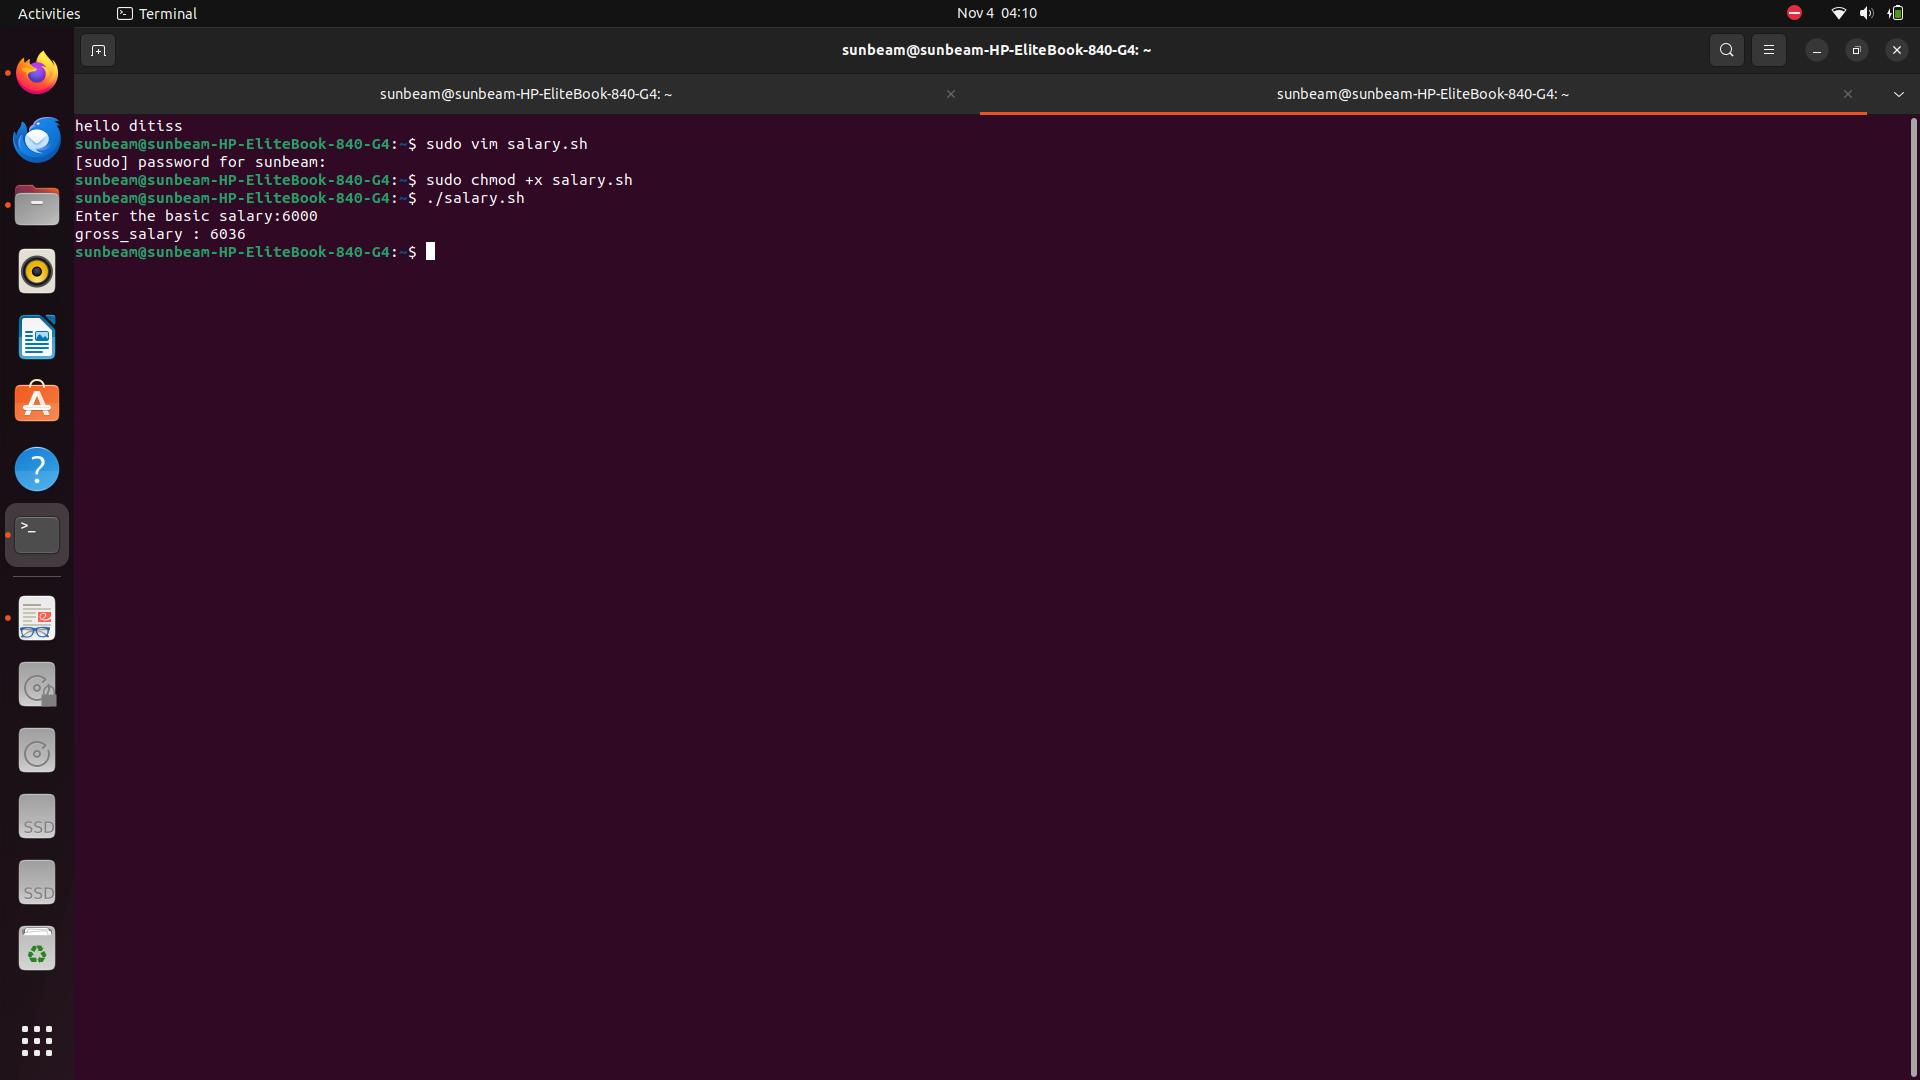 Activities
Terminal
Nov 4 04:10
sunbeam@sunbeam-HP-EliteBook-840-G4: ~
sunbeam@sunbeam-HP-EliteBook-840-G4: ~
sunbeam@sunbeam-HP-EliteBook-840-G4: ~
hello ditiss
sunbeam@sunbeam-HP-EliteBook-840-G4:~$ sudo vim salary.sh
[sudo] password for sunbeam:
sunbeam@sunbeam-HP-EliteBook-840-G4:~$ sudo chmod +x salary.sh
sunbeam@sunbeam-HP-EliteBook-840-G4:~$ ./salary.sh
Enter the basic salary:6000
gross_salary : 6036
sunbeam@sunbeam-HP-EliteBook-840-G4:~$
?
>_
SSD
SSD